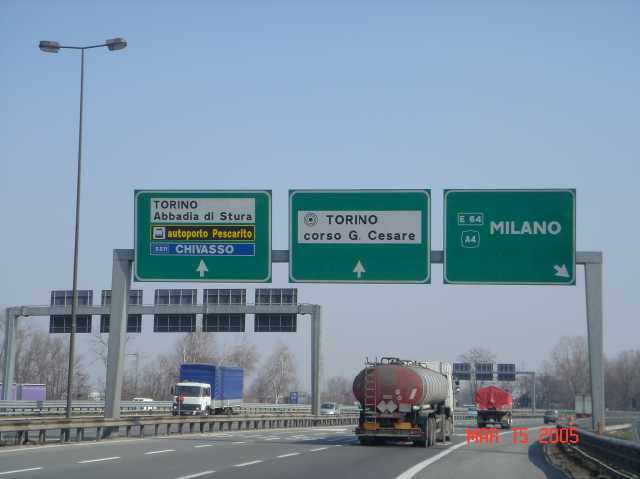 TORINO
Abbadia di Stura
autoporto Pescarito
CHIVASSO
TORINO
corso G. Cesare
E 64
A4
MILANO
MAR 15 2005